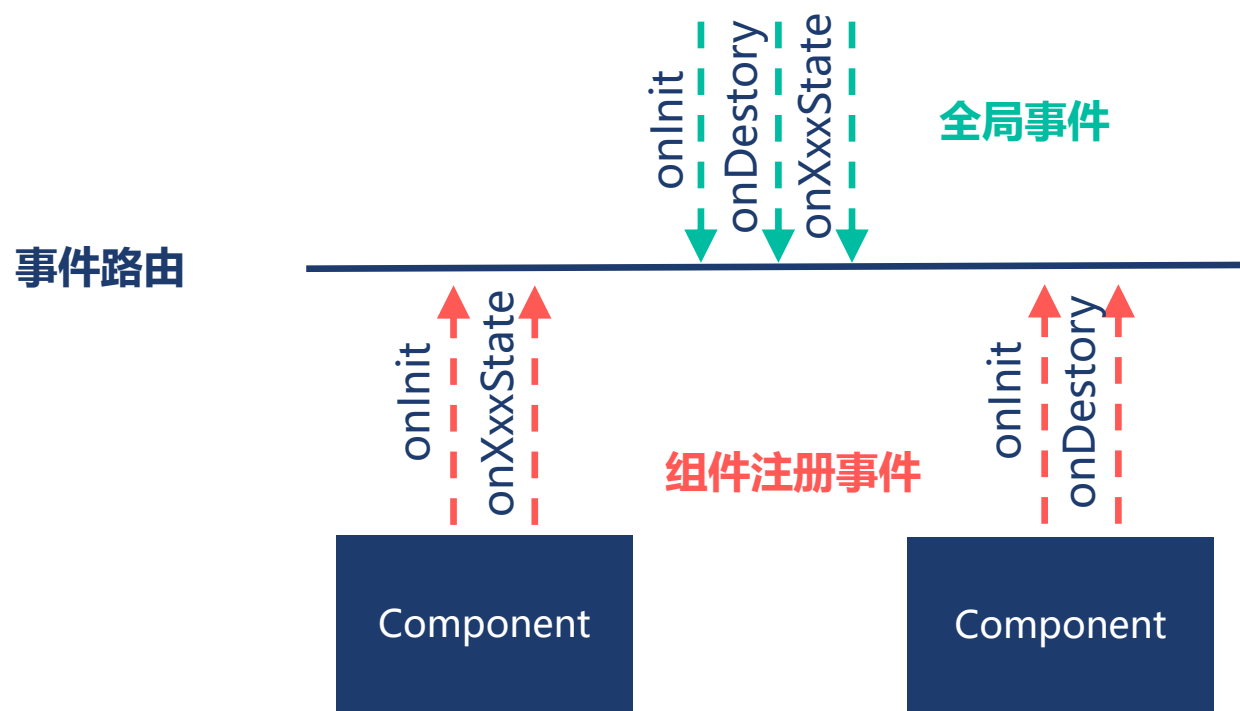 onInit
onDestory
onXxxState
全局事件
事件路由
onInit
onXxxState
onInit
onDestory
组件注册事件
Component
Component